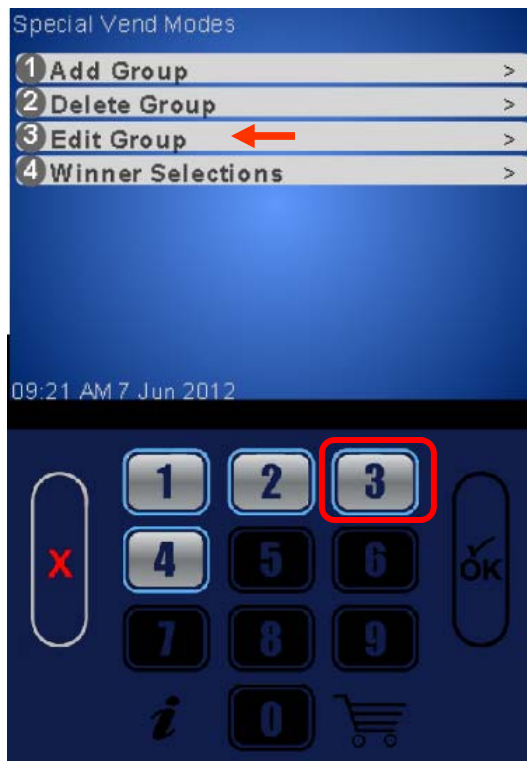 Special Vend Modes
1 Add Group >
2 Delete Group >
3 Edit Group >
4 Winner Selections >
09:21 AM 7 Jun 2012
1 2 3
X 4 5 6 OK
7 8 9
i 0